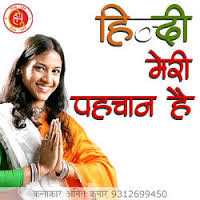 हिन्दी
मेरी
पहचान है
कलाकार अमित कुमार 9312699450